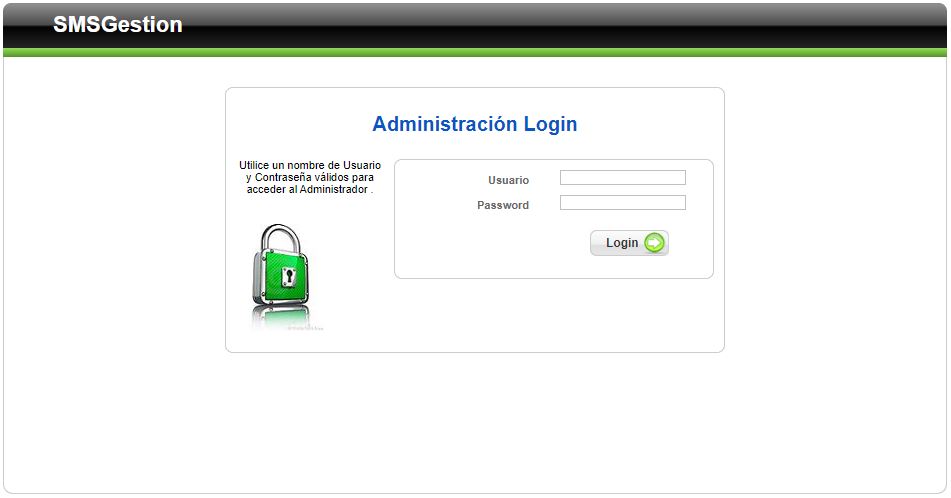 SMSGestion
Administración Login
Utilice un nombre de Usuario
y Contraseña válidos para
acceder al Administrador .
Usuario
Password
Login